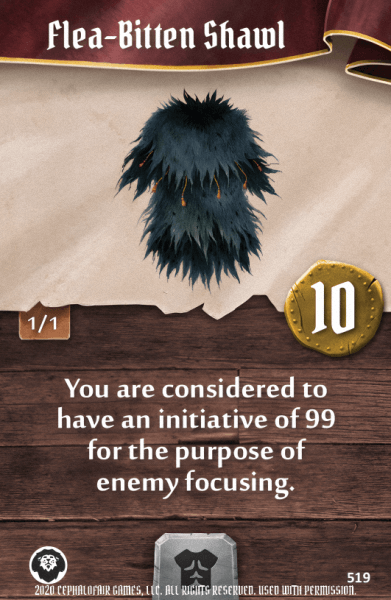 Flea-Bitten Shawl
10
1/1
You are considered to
have an initiative of 99
for the purpose of
enemy focusing.
519
2020 CEPHALOFAIR GAMES, LLC. ALL RIGHTS RESERVED. USED WITH PERMISSION.